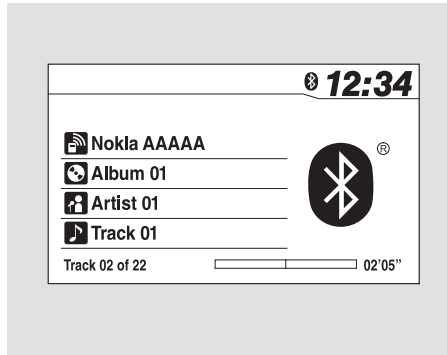 12:34
Nokla AAAAA
Album 01
®
Artist 01
Track 01
Track 02 of 22 02'05"